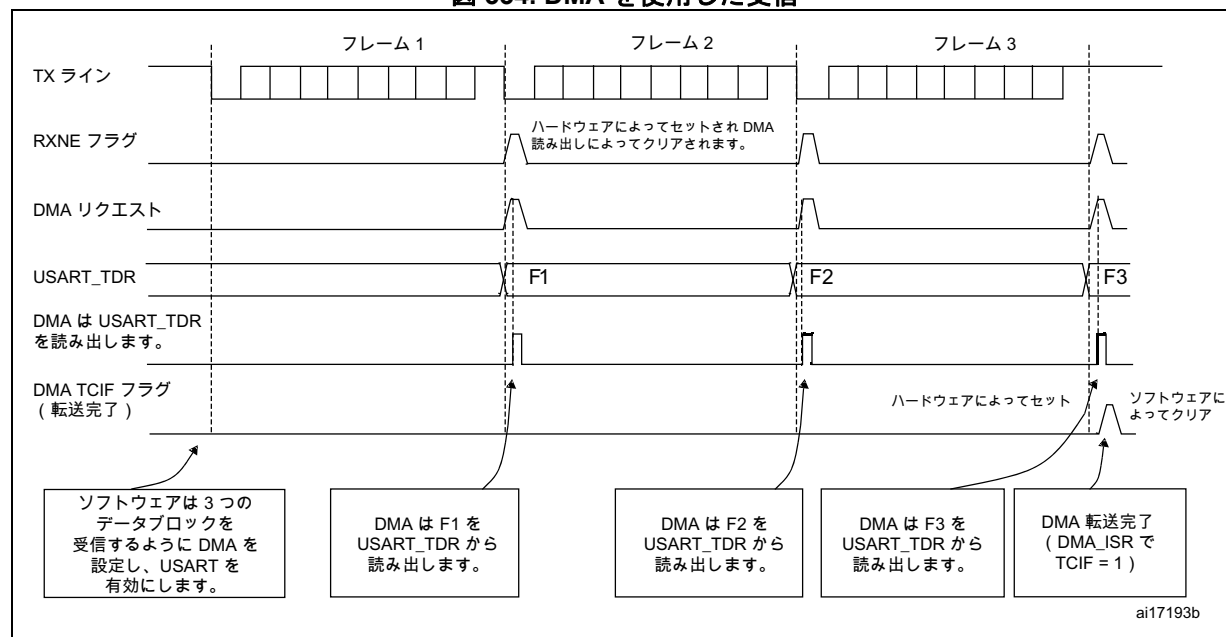 フレーム 1
フレーム 2
フレーム 3
TX ライン
RXNE フラグ
ハードウェアによってセットされ DMA
読み出しによってクリアされます。
DMA リクエスト
USART_TDR
F1
F2
F3
DMA は USART_TDR
を読み出します。
DMA TCIF フラグ
( 転送完了 )
ハードウェアによってセット
ソフトウェアに
よってクリア
ソフトウェアは 3 つの
データブロックを
受信するように DMA を
設定し、USART を
有効にします。
DMA は F1 を
USART_TDR から
読み出します。
DMA は F2 を
USART_TDR から
読み出します。
DMA は F3 を
USART_TDR から
読み出します。
DMA 転送完了
( DMA_ISR で
TCIF = 1 )
ai17193b